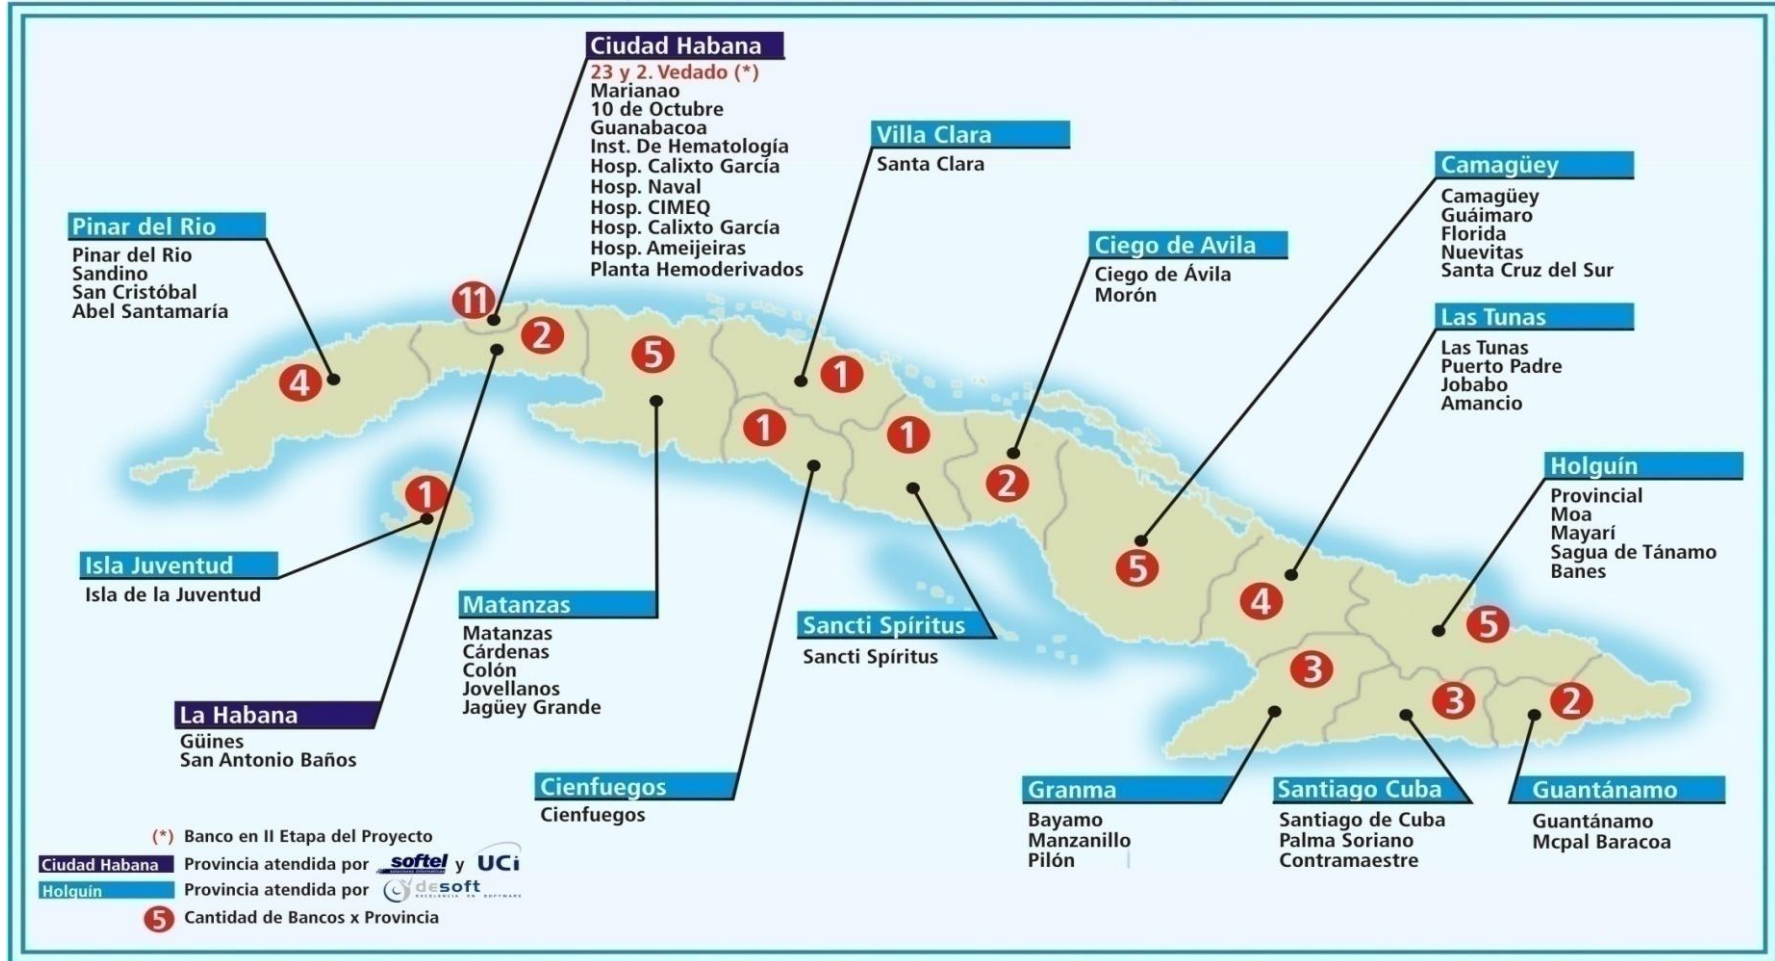 Ciudad Habana
23 y 2. Vedado (*)
Marianao
10 de Octubre
Guanabacoa
Inst. De Hematología
Hosp. Calixto García
Hosp. Naval
Hosp. CIMEQ
Hosp. Calixto García
Hosp. Ameijeiras
Planta Hemoderivados
Villa Clara
Santa Clara
Camagüey
Camagüey
Guáimaro
Florida
Nuevitas
Santa Cruz del Sur
Pinar del Rio
Pinar del Rio
Sandino
San Cristóbal
Abel Santamaría
Ciego de Avila
Ciego de Ávila
Morón
Las Tunas
Las Tunas
Puerto Padre
Jobabo
Amancio
Holguín
Provincial
Moa
Mayarí
Sagua de Tánamo
Banes
11
2
5
4
1
1
1
2
1
5
4
5
3
3
2
Isla Juventud
Isla de la Juventud
Matanzas
Matanzas
Cárdenas
Colón
Jovellanos
Jagüey Grande
Sancti Spíritus
Sancti Spíritus
La Habana
Güines
San Antonio Baños
Cienfuegos
Cienfuegos
Granma
Bayamo
Manzanillo
Pilón
Santiago Cuba
Santiago de Cuba
Palma Soriano
Contramaestre
Guantánamo
Guantánamo
Mcpal Baracoa
(*) Banco en II Etapa del Proyecto
Ciudad Habana Provincia atendida por softel y UCi
Holguín Provincia atendida por desoft
5 Cantidad de Bancos x Provincia